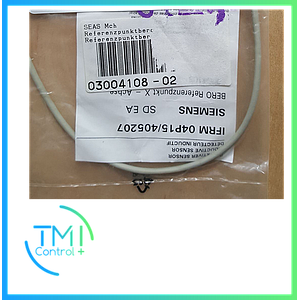 SEAS Mch
Referenzpunktbero
Referenzpunktber
03004108-02
BERO Referenzpunkt X - Achse
SIEMENS
SD EA
IFRM 04P15/405207
DETECTEUR INDUCTIF
INDUCTIVE SENSOR
TMI
Control+